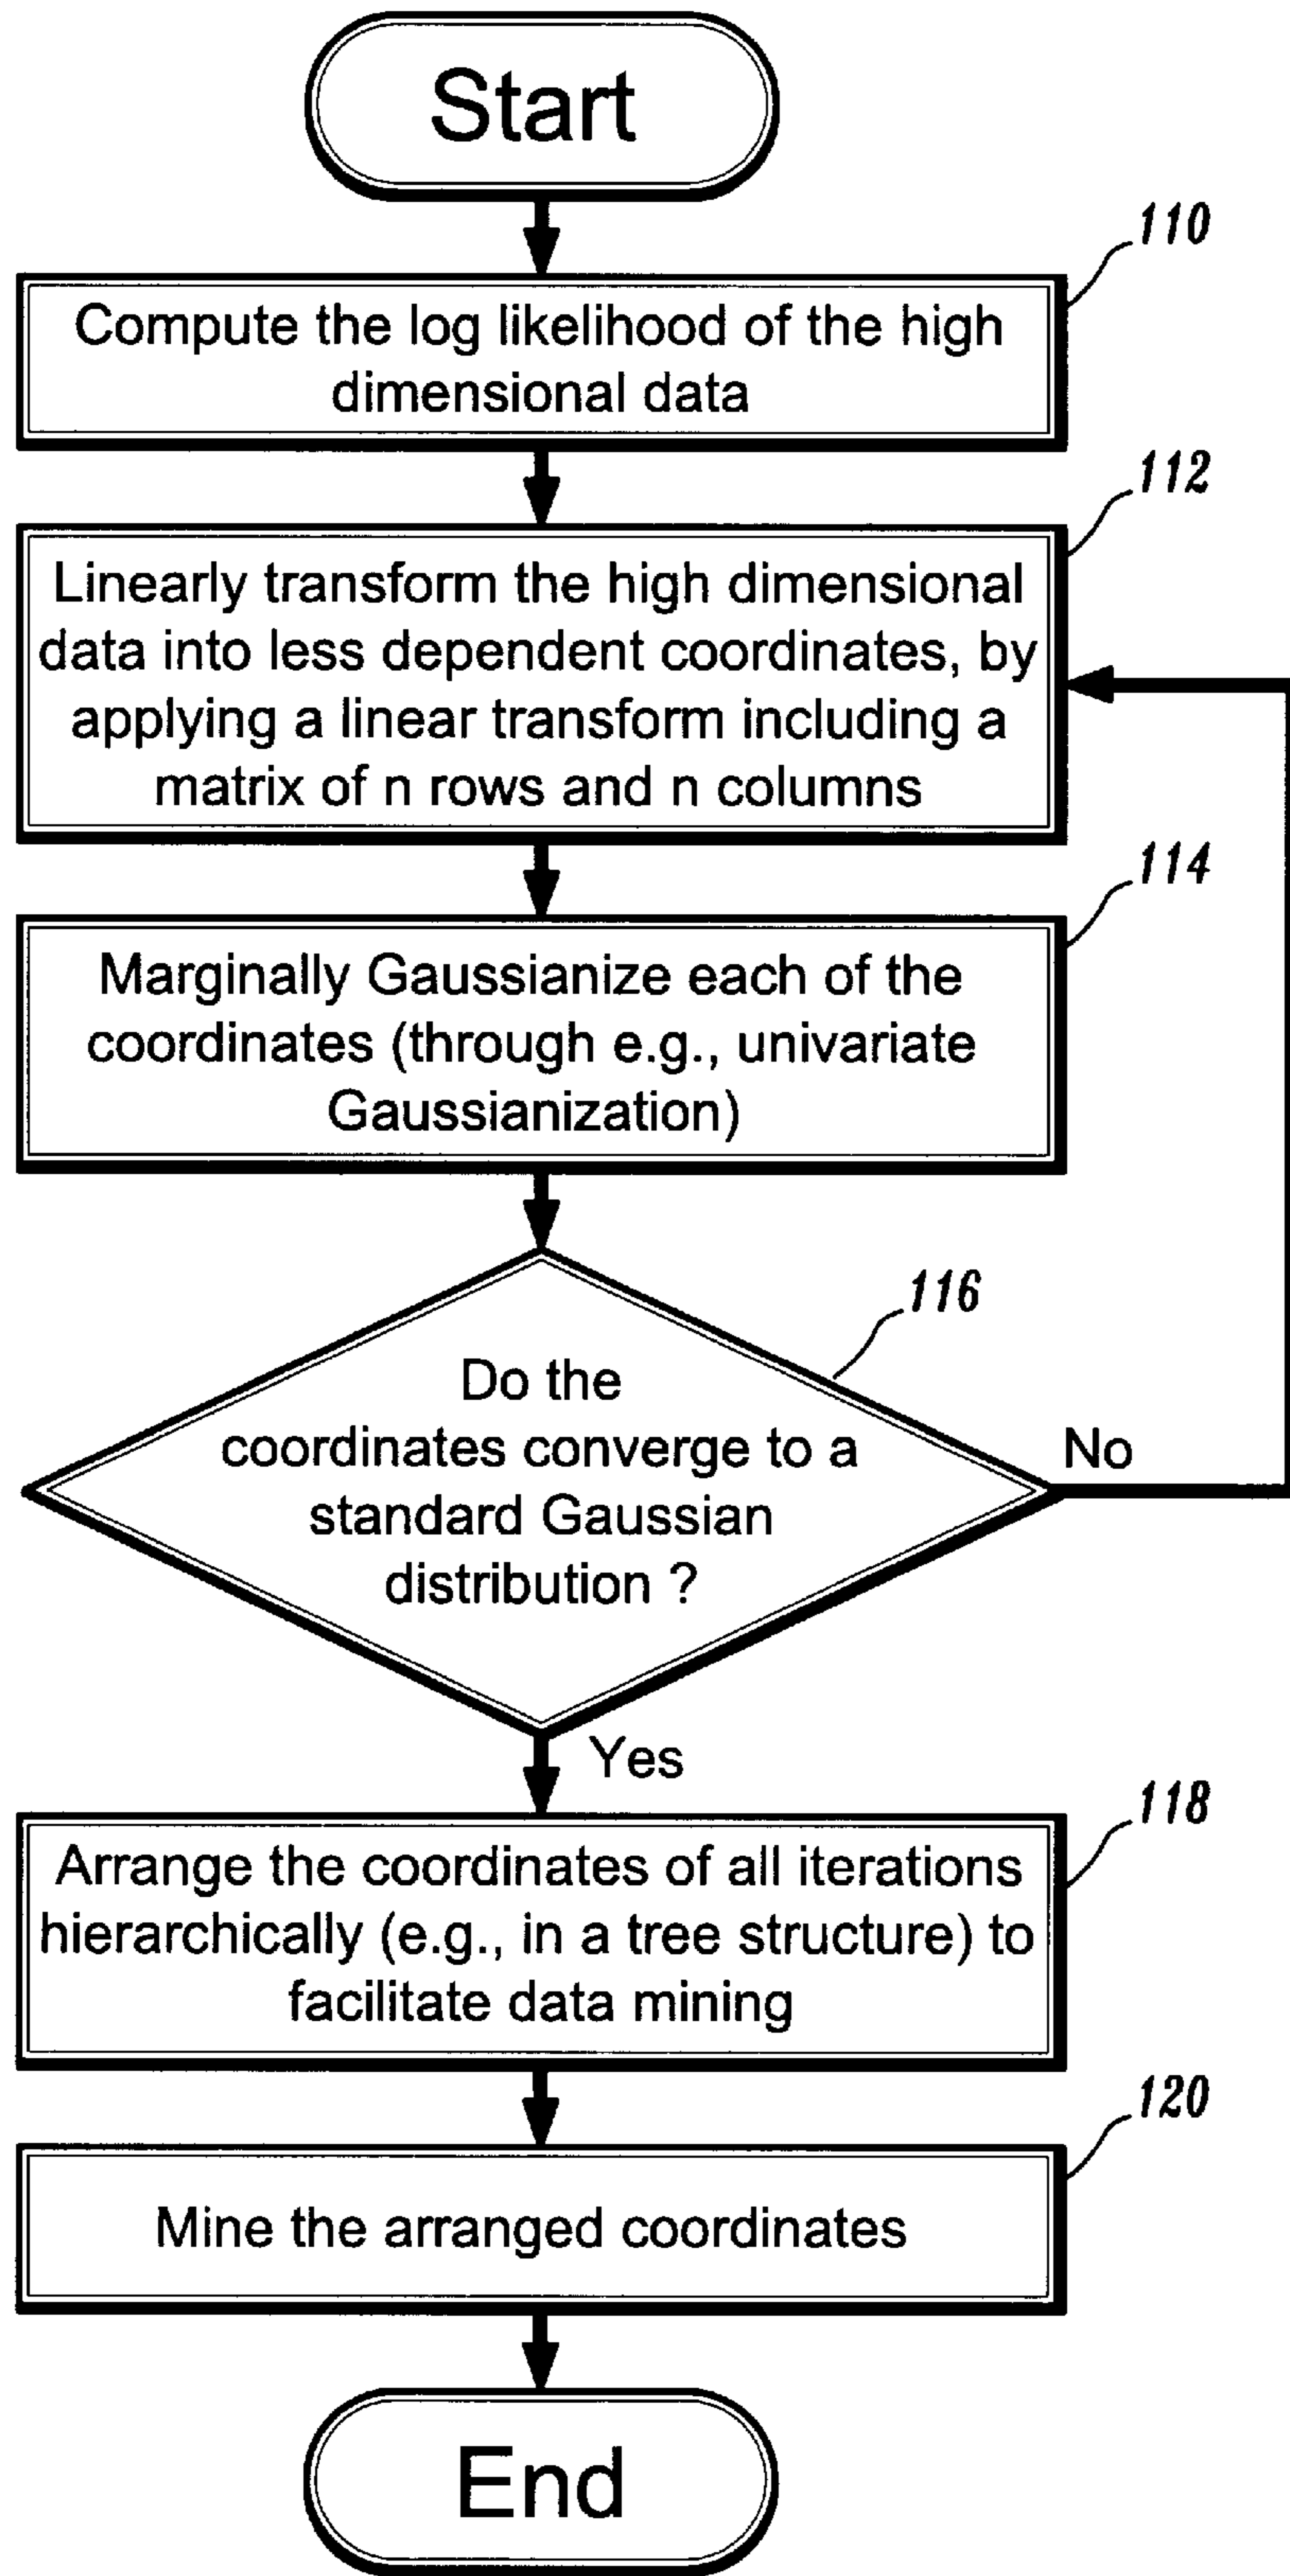 Start
110
Compute the log likelihood of the high
dimensional data
112
Linearly transform the high dimensional
data into less dependent coordinates, by
applying a linear transform including a
matrix of n rows and n columns
114
Marginally Gaussianize each of the
coordinates (through e.g., univariate
Gaussianization)
116
Do the
coordinates converge to a
standard Gaussian
distribution ?
No
Yes
118
Arrange the coordinates of all iterations
hierarchically (e.g., in a tree structure) to
facilitate data mining
120
Mine the arranged coordinates
End